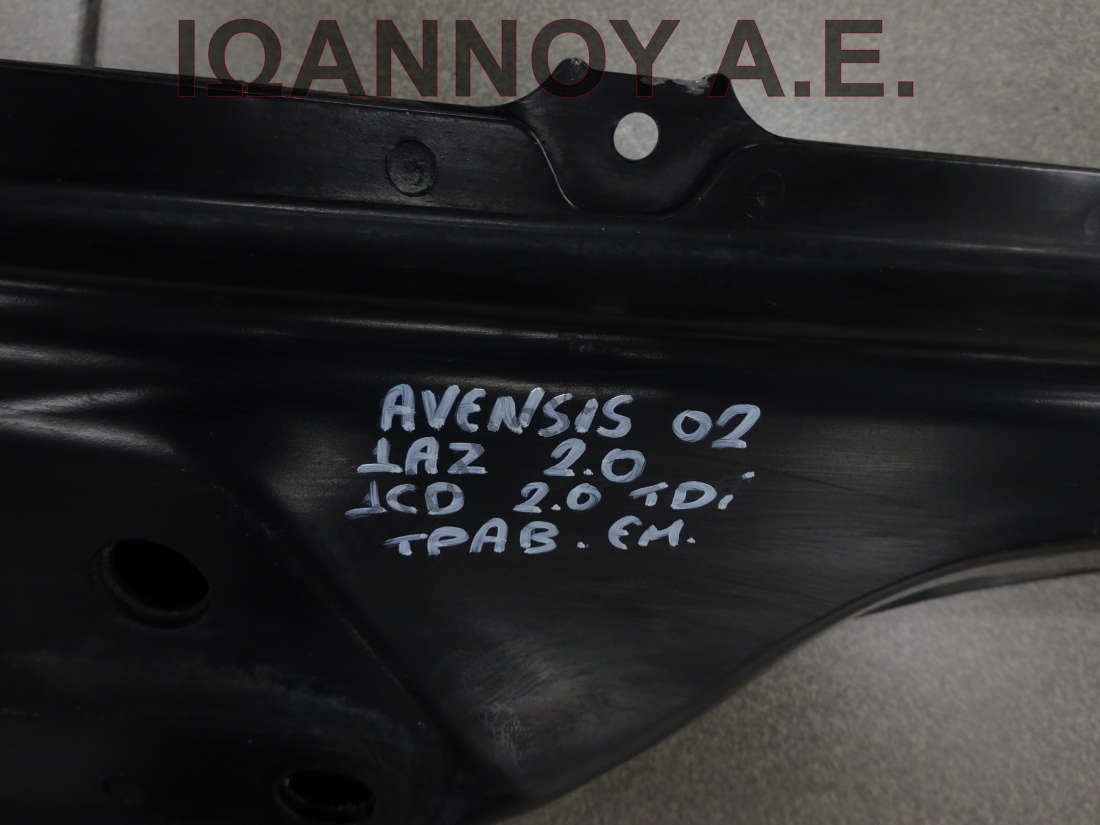 ΙΩΑΝΝΟΥ Α.Ε.
AVENSIS 02
1AZ 2.0
1CD 2.0 TDi
ΤΡΑΒ. ΕΜ.